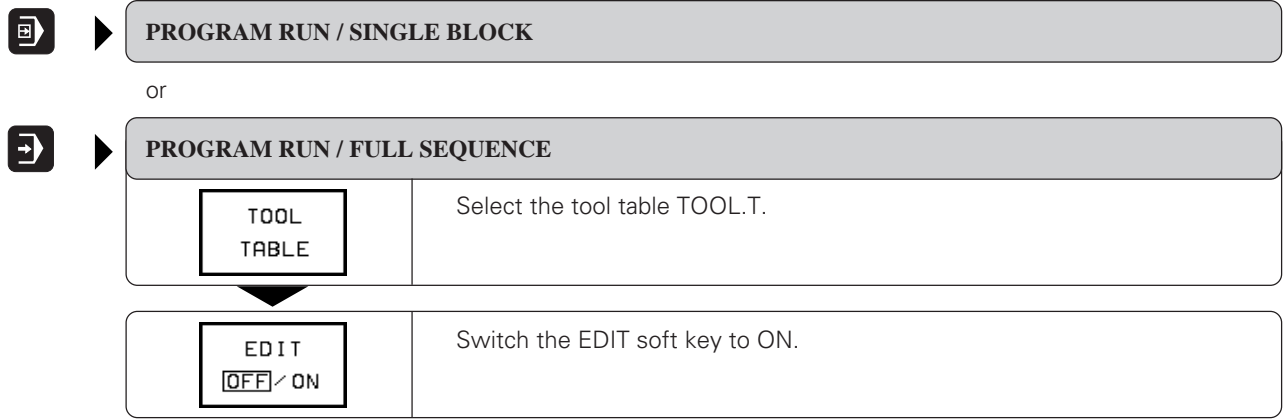 PROGRAM RUN / SINGLE BLOCK
or
PROGRAM RUN / FULL SEQUENCE
TOOL
TABLE
Select the tool table TOOL.T.
EDIT
OFF / ON
Switch the EDIT soft key to ON.